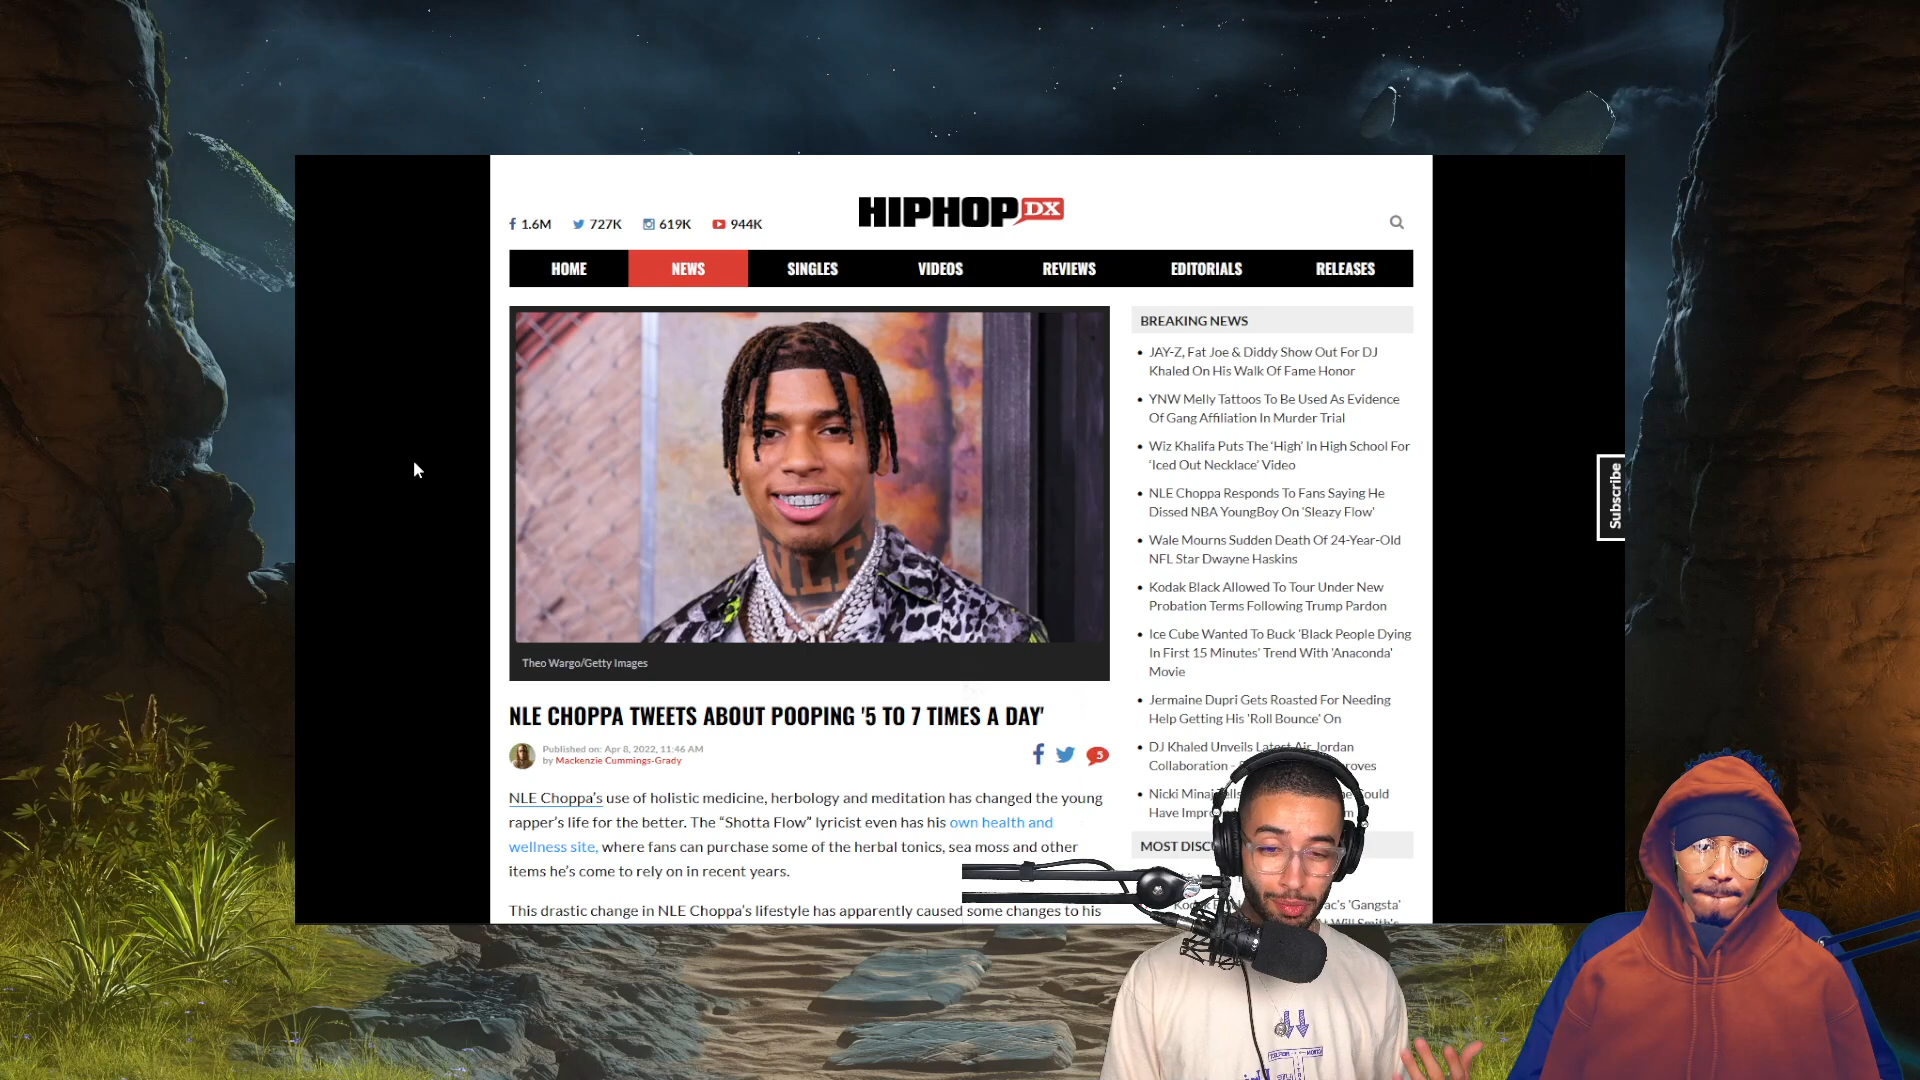 1.6M 727K 619K 944K
HIPHOP DX
HOME NEWS SINGLES VIDEOS REVIEWS EDITORIALS RELEASES
NLE
Theo Wargo/Getty Images
NLE CHOPPA TWEETS ABOUT POOPING '5 TO 7 TIMES A DAY'
Published on: Apr 8, 2022, 11:46 AM
by Mackenzie Cummings-Grady
5
NLE Choppa's use of holistic medicine, herbology and meditation has changed the young
rapper's life for the better. The “Shotta Flow” lyricist even has his own health and
wellness site, where fans can purchase some of the herbal tonics, sea moss and other
items he's come to rely on in recent years.
This drastic change in NLE Choppa's lifestyle has apparently caused some changes to his
BREAKING NEWS
• JAY-Z, Fat Joe & Diddy Show Out For DJ
Khaled On His Walk Of Fame Honor
• YNW Melly Tattoos To Be Used As Evidence
Of Gang Affiliation In Murder Trial
• Wiz Khalifa Puts The 'High' In High School For
'Iced Out Necklace' Video
• NLE Choppa Responds To Fans Saying He
Dissed NBA YoungBoy On 'Sleazy Flow'
• Wale Mourns Sudden Death Of 24-Year-Old
NFL Star Dwayne Haskins
• Kodak Black Allowed To Tour Under New
Probation Terms Following Trump Pardon
• Ice Cube Wanted To Buck 'Black People Dying
In First 15 Minutes' Trend With 'Anaconda'
Movie
• Jermaine Dupri Gets Roasted For Needing
Help Getting His 'Roll Bounce' On
• DJ Khaled Unveils Latest Air Jordan
Collaboration -
• Nicki Minaj
Have
MOST
'Gangsta'
Will Smith's
Subscribe